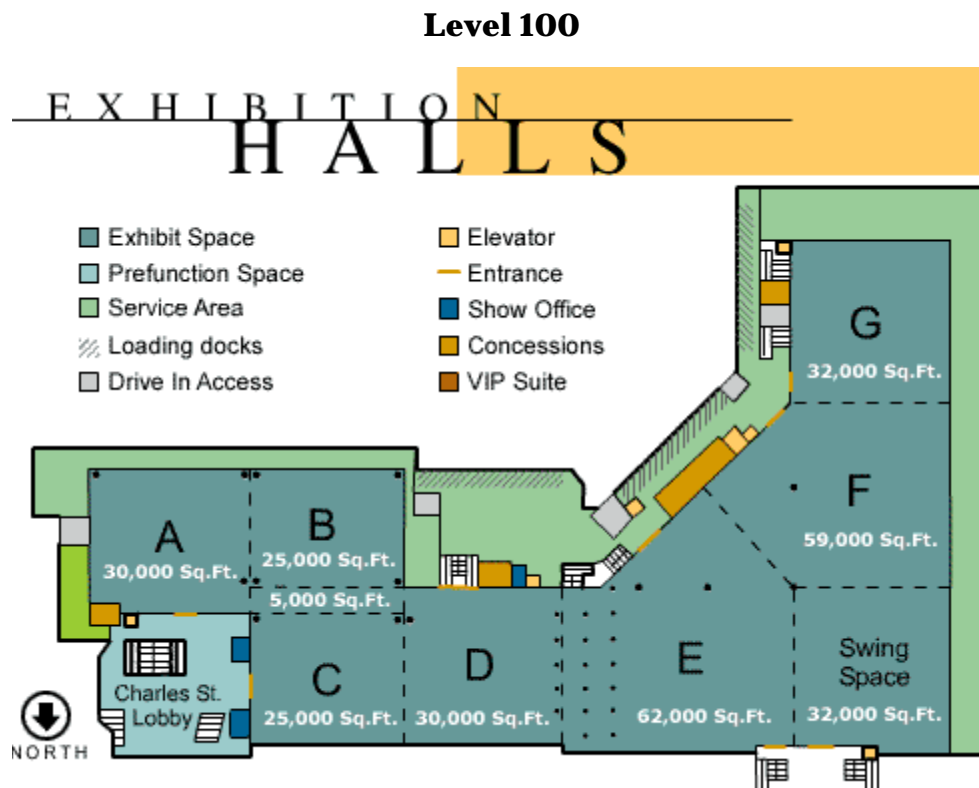 Level 100
EXHIBITION
HALLS
Exhibit Space
Prefunction Space
Service Area
Loading docks
Drive In Access
Elevator
Entrance
Show Office
Concessions
VIP Suite
G
32,000 Sq.Ft.
F
59,000 Sq.Ft.
A
30,000 Sq.Ft.
B
25,000 Sq.Ft.
5,000 Sq.Ft.
C
25,000 Sq.Ft.
D
30,000 Sq.Ft.
E
62,000 Sq.Ft.
Swing
Space
32,000 Sq.Ft.
Charles St.
Lobby
NORTH